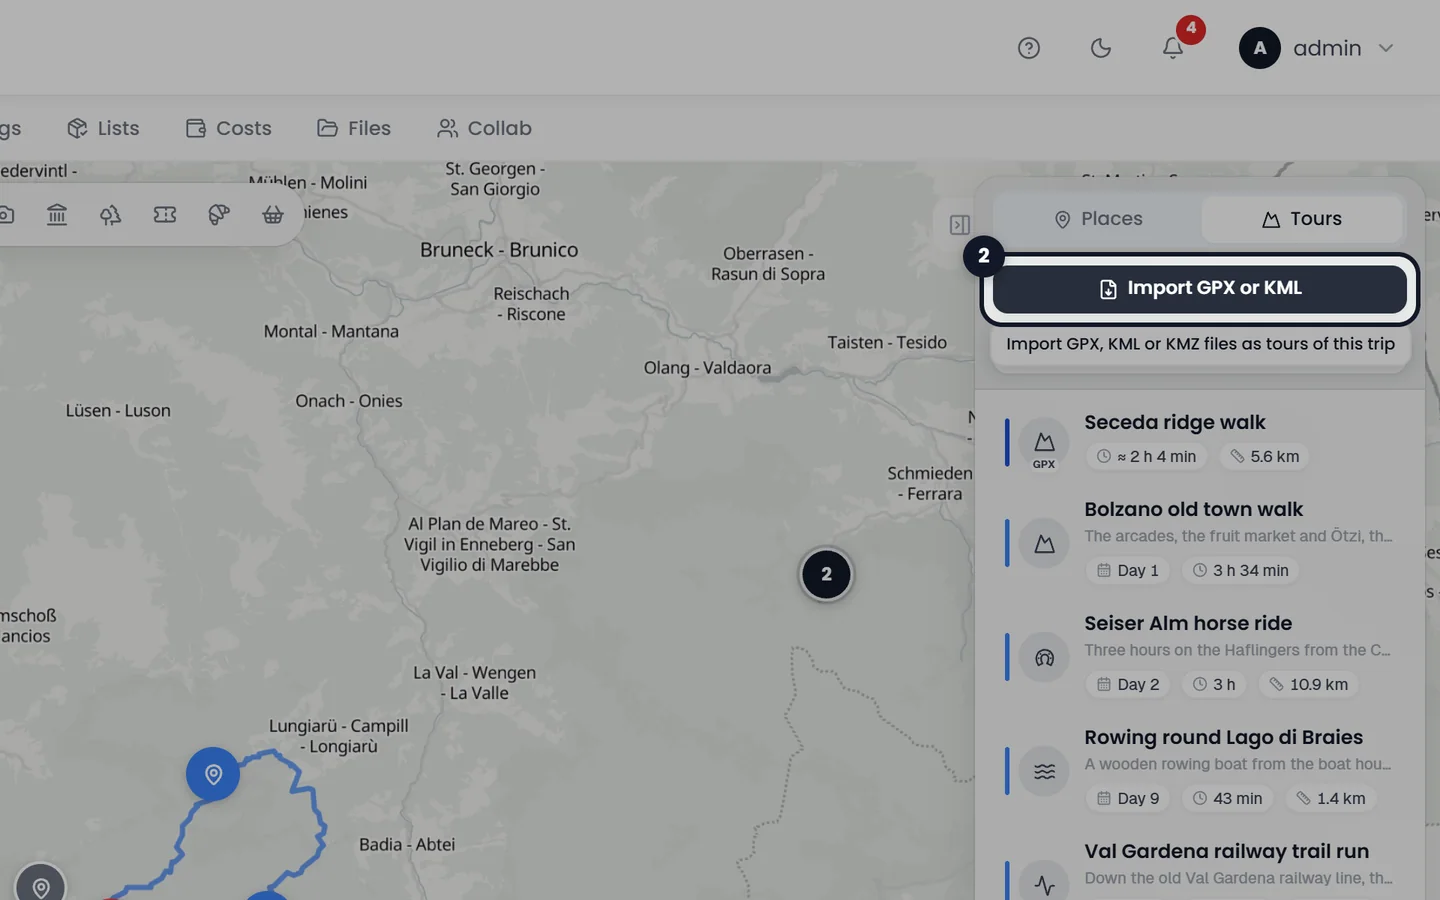 4
A
admin
gs
Lists
Costs
Files
Collab
edervintl -
Mühlen - Molini
St. Georgen -
San Giorgio
hienes
Bruneck - Brunico
Oberrasen -
Rasun di Sopra
Reischach
- Riscone
Montal - Mantana
Taisten - Tesido
Olang - Valdaora
Onach - Onies
Lüsen - Luson
Schmieden
- Ferrara
Al Plan de Mareo - St.
Vigil in Enneberg - San
Vigilio di Marebbe
2
mschoß
ancios
La Val - Wengen
- La Valle
Lungiarü - Campill
- Longiarù
Badia - Abtei
Places
Tours
2
Import GPX or KML
Import GPX, KML or KMZ files as tours of this trip
Seceda ridge walk
GPX
≈ 2 h 4 min
5.6 km
Bolzano old town walk
The arcades, the fruit market and Ötzi, th...
Day 1
3 h 34 min
Seiser Alm horse ride
Three hours on the Haflingers from the C...
Day 2
3 h
10.9 km
Rowing round Lago di Braies
A wooden rowing boat from the boat hou...
Day 9
43 min
1.4 km
Val Gardena railway trail run
Down the old Val Gardena railway line, th...